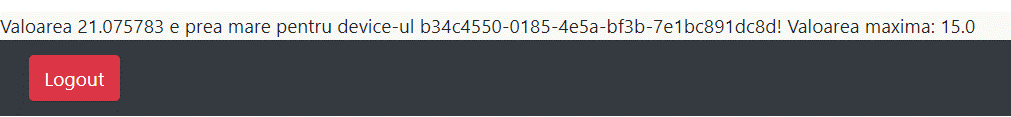 Valoarea 21.075783 e prea mare pentru device-ul b34c4550-0185-4e5a-bf3b-7e1bc891dc8d! Valoarea maxima: 15.0
Logout